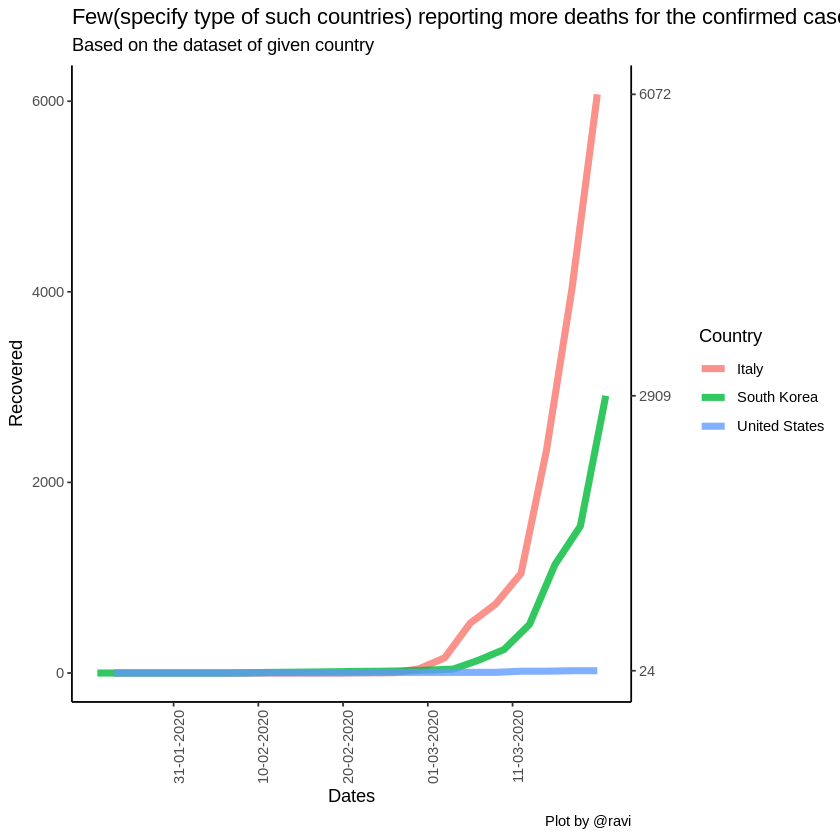 Few(specify type of such countries) reporting more deaths for the confirmed case
Based on the dataset of given country
Recovered
6000
4000
2000
0
6072
2909
24
31-01-2020
10-02-2020
20-02-2020
01-03-2020
11-03-2020
Dates
Country
Italy
South Korea
United States
Plot by @ravi